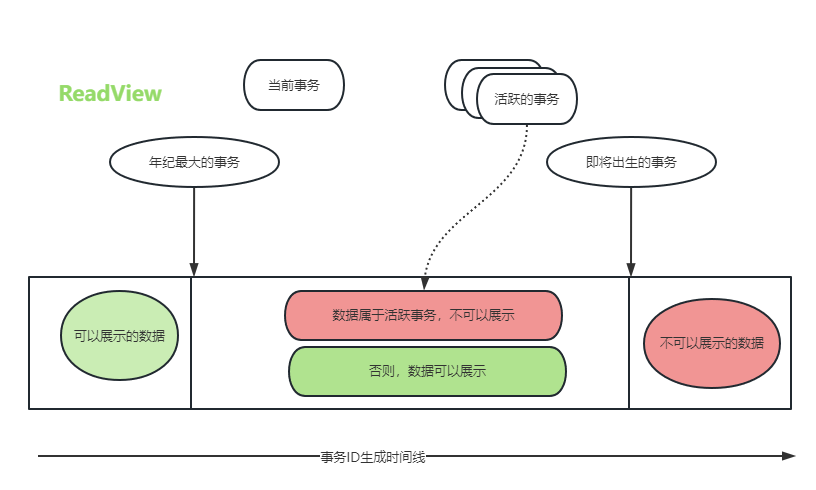 ReadView
当前事务
活跃的事务
年纪最大的事务
即将出生的事务
可以展示的数据
数据属于活跃事务，不可以展示
否则，数据可以展示
不可以展示的数据
事务ID生成时间线